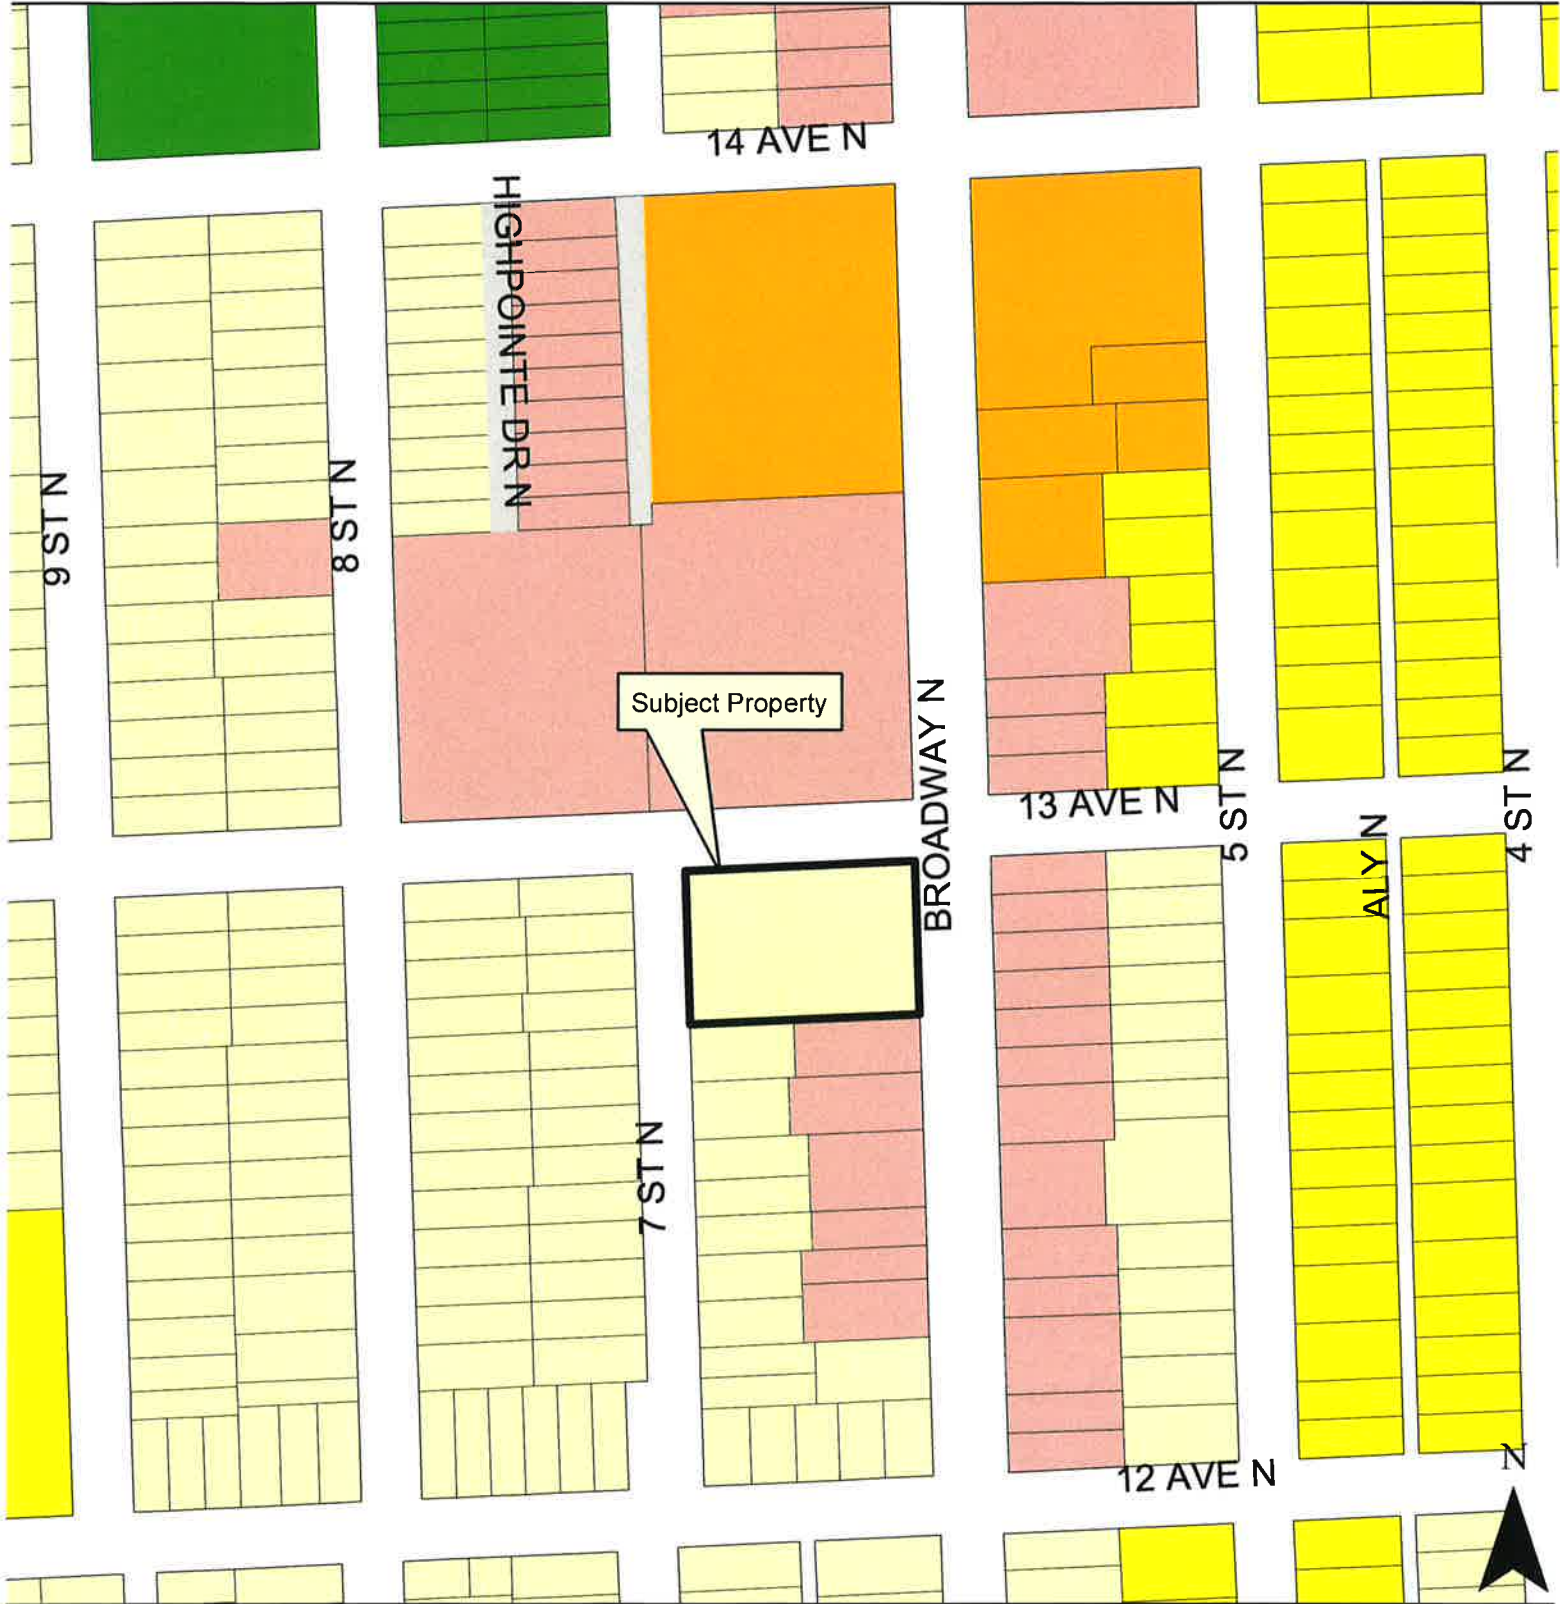 14 AVE N
HIGHPOINTE DR N
9 ST N
8 ST N
Subject Property
BROADWAY N
13 AVE N
5 ST N
4 ST N
ALY N
7 ST N
12 AVE N
N